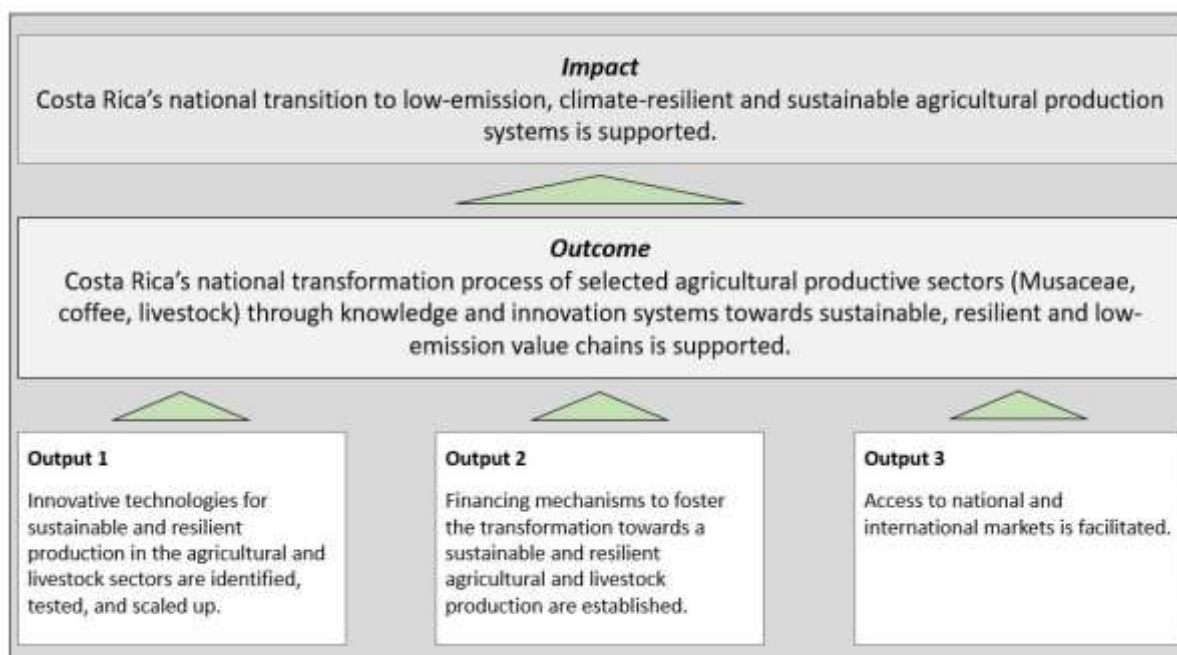 Impact
Costa Rica’s national transition to low-emission, climate-resilient and sustainable agricultural production
systems is supported.
Outcome
Costa Rica’s national transformation process of selected agricultural productive sectors (Musaceae,
coffee, livestock) through knowledge and innovation systems towards sustainable, resilient and low-
emission value chains is supported.
Output 1
Innovative technologies for
sustainable and resilient
production in the agricultural and
livestock sectors are identified,
tested, and scaled up.
Output 2
Financing mechanisms to foster
the transformation towards a
sustainable and resilient
agricultural and livestock
production are established.
Output 3
Access to national and
international markets is facilitated.